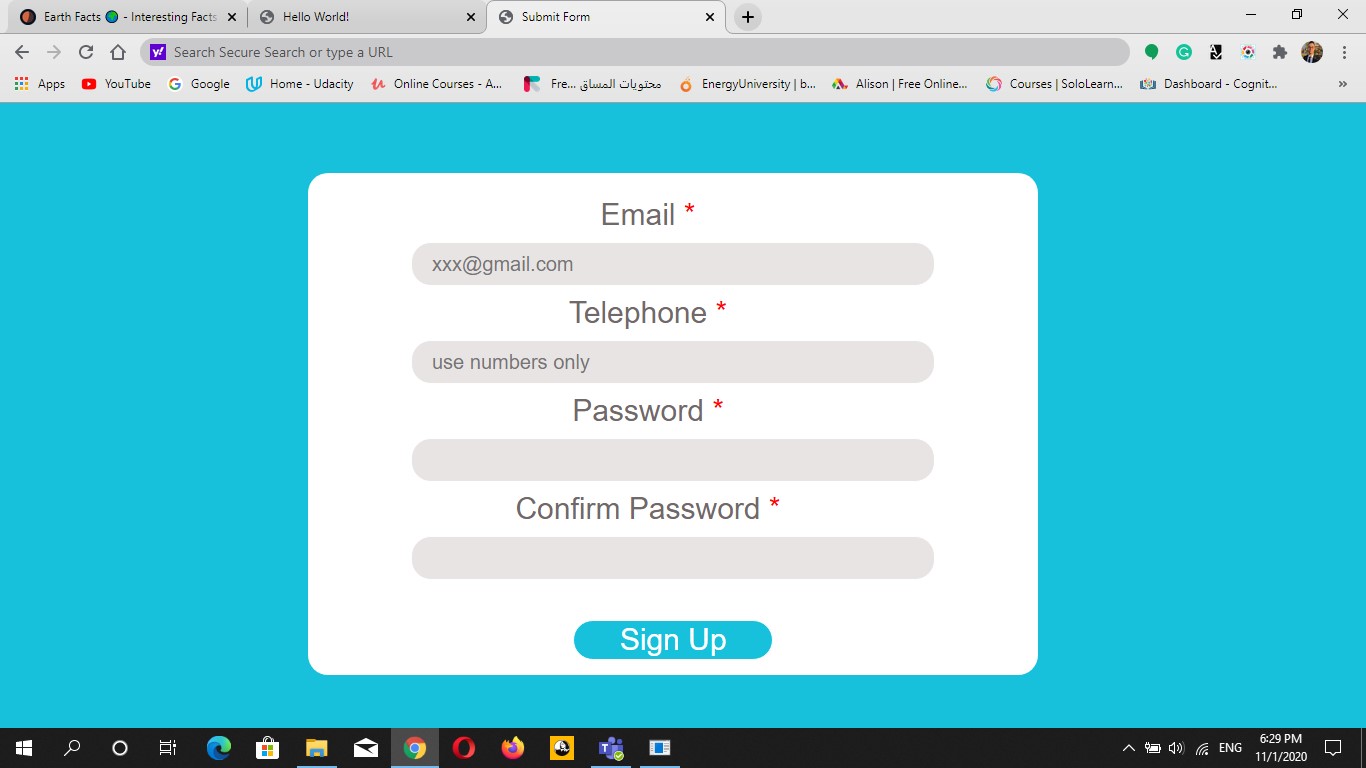 Earth Facts 🌎 - Interesting Facts
Hello World!
Submit Form
Search Secure Search or type a URL
Apps
YouTube
Google
Home - Udacity
Online Courses - A...
محتويات المساق ...Fre
EnergyUniversity | b...
Alison | Free Online...
Courses | SoloLearn...
Dashboard - Cognit...
Email *
xxx@gmail.com
Telephone *
use numbers only
Password *
Confirm Password *
Sign Up
ENG
6:29 PM
11/1/2020